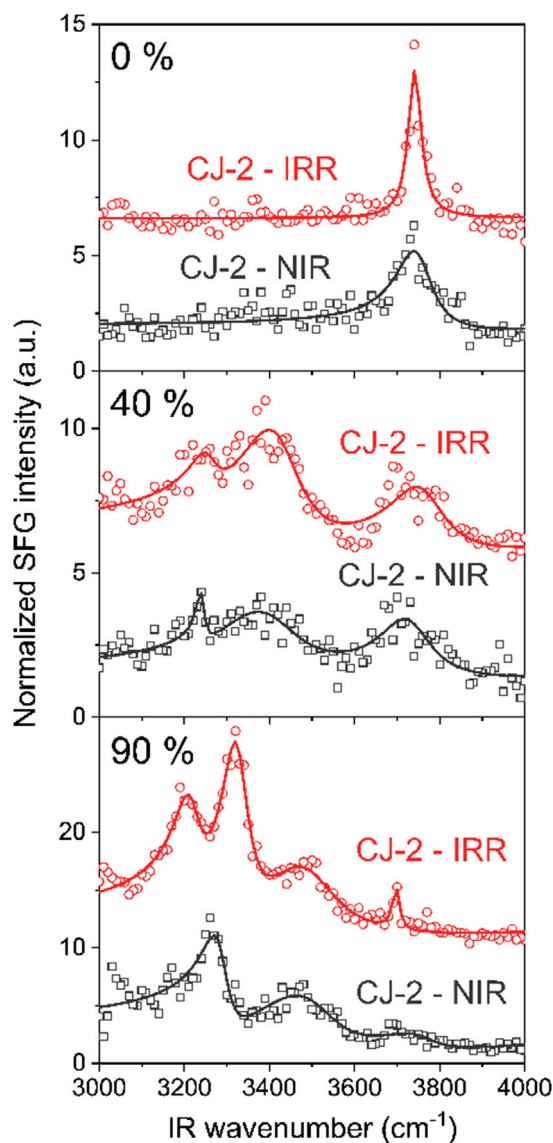 15
0 %
10
CJ-2 - IRR
5
CJ-2 - NIR
0
40 %
10
CJ-2 - IRR
5
CJ-2 - NIR
0
90 %
20
CJ-2 - IRR
10
CJ-2 - NIR
0
3000 3200 3400 3600 3800 4000
IR wavenumber (cm⁻¹)
Normalized SFG intensity (a.u.)